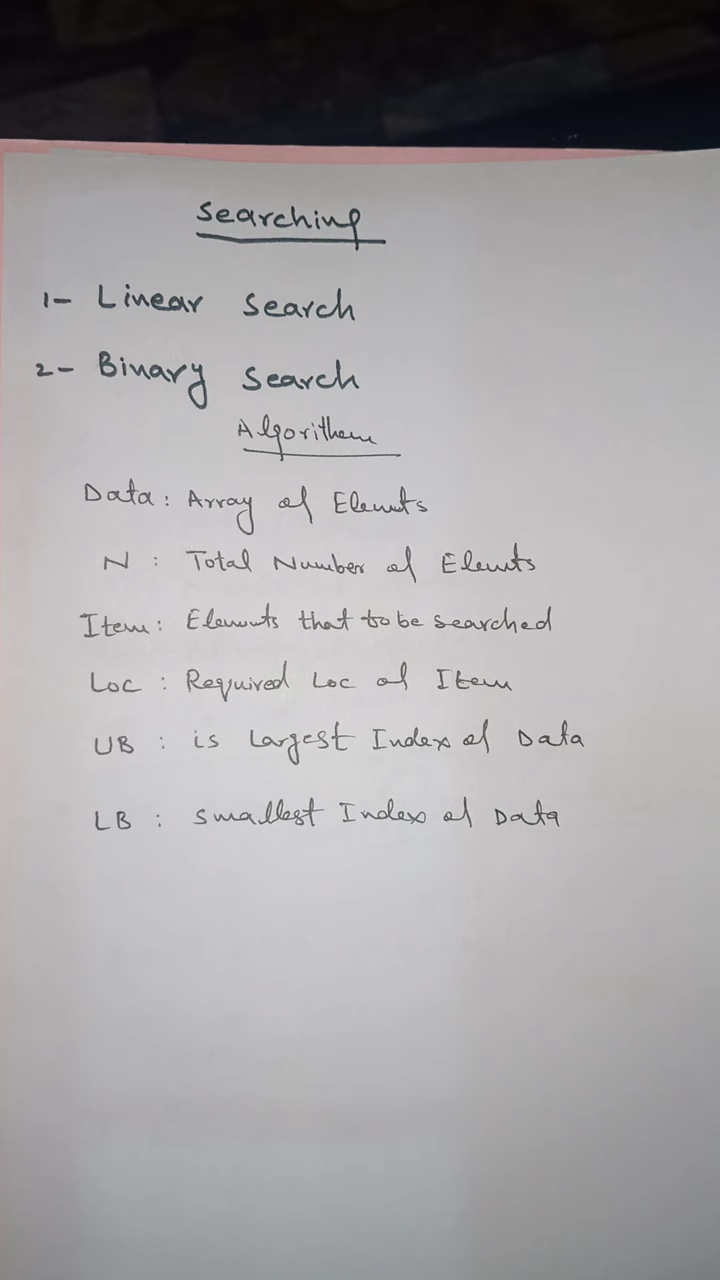 Searching
1- Linear Search
2- Binary Search
Algorithem
Data: Array of Elemnts
N : Total Number of Elemts
Item: Elements that to be searched
Loc : Required Loc of Item
UB : is Largest Index of Data
LB : Smallest Index of Data